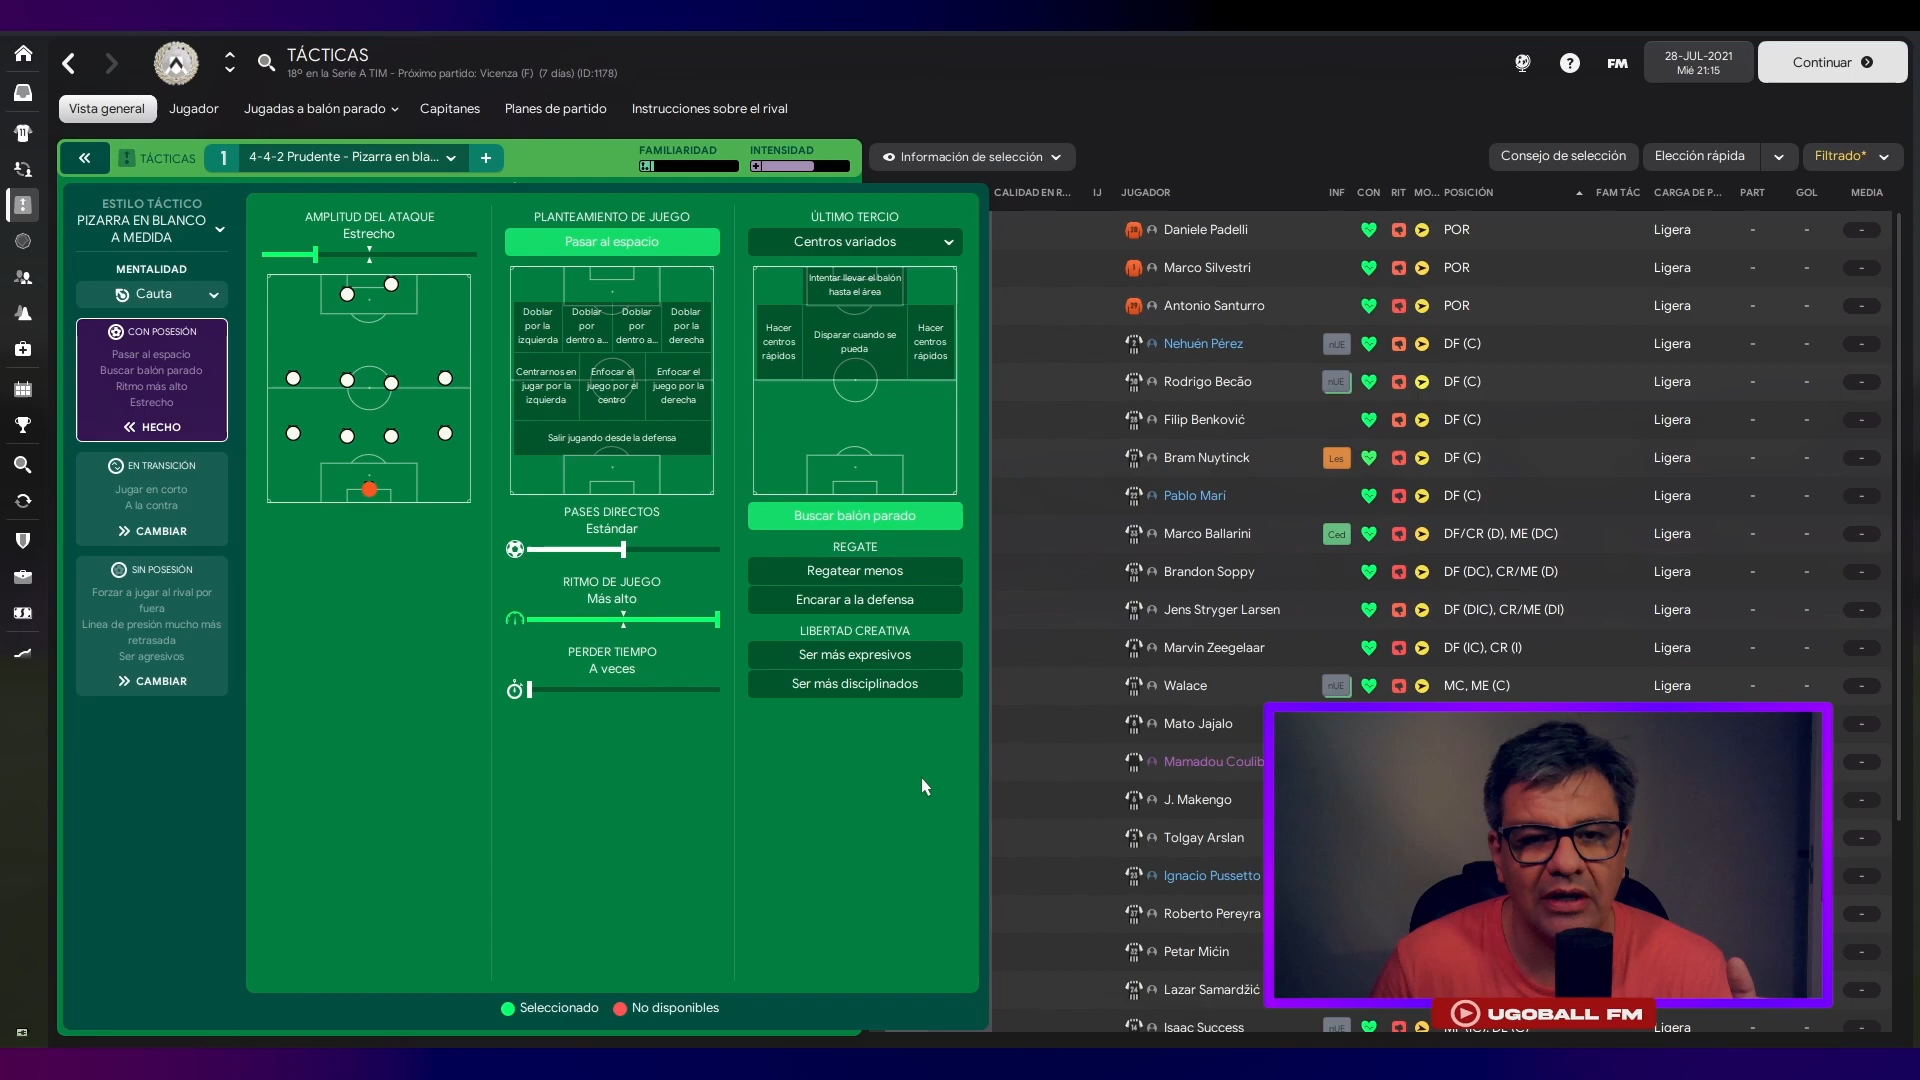 TÁCTICAS
18º en la Serie A TIM - Próximo partido: Vicenza (F) (7 días) (ID:1178)
FM
28-JUL-2021
Mié 21:15
Continuar
Vista general
Jugador
Jugadas a balón parado
Capitanes
Planes de partido
Instrucciones sobre el rival
TÁCTICAS
1
4-4-2 Prudente - Pizarra en bla...
FAMILIARIDAD
INTENSIDAD
Información de selección
Consejo de selección
Elección rápida
Filtrado*
ESTILO TÁCTICO
PIZARRA EN BLANCO
A MEDIDA
MENTALIDAD
Cauta
CON POSESIÓN
Pasar al espacio
Buscar balón parado
Ritmo más alto
Estrecho
HECHO
EN TRANSICIÓN
Jugar en corto
A la contra
CAMBIAR
SIN POSESIÓN
Forzar a jugar al rival por
fuera
Línea de presión mucho más
retrasada
Ser agresivos
CAMBIAR
AMPLITUD DEL ATAQUE
Estrecho
PLANTEAMIENTO DE JUEGO
Pasar al espacio
Doblar
por la
izquierda
Doblar
por
dentro a...
Doblar
por
dentro a...
Doblar
por la
derecha
Centrarnos en
jugar por la
izquierda
Enfocar el
juego por el
centro
Enfocar el
juego por la
derecha
Salir jugando desde la defensa
PASES DIRECTOS
Estándar
RITMO DE JUEGO
Más alto
PERDER TIEMPO
A veces
ÚLTIMO TERCIO
Centros variados
Intentar llevar el balón
hasta el área
Hacer
centros
rápidos
Disparar cuando se
pueda
Hacer
centros
rápidos
Buscar balón parado
REGATE
Regatear menos
Encarar a la defensa
LIBERTAD CREATIVA
Ser más expresivos
Ser más disciplinados
Seleccionado
No disponibles
CALIDAD EN R... IJ JUGADOR INF CON RIT MO... POSICIÓN FAM TÁC CARGA DE P... PART GOL MEDIA
Daniele Padelli POR Ligera - - -
Marco Silvestri POR Ligera - - -
Antonio Santurro POR Ligera - - -
Nehuén Pérez nUE DF (C) Ligera - - -
Rodrigo Becão nUE DF (C) Ligera - - -
Filip Benković DF (C) Ligera - - -
Bram Nuytinck Les DF (C) Ligera - - -
Pablo Marí DF (C) Ligera - - -
Marco Ballarini Ced DF/CR (D), ME (DC) Ligera - - -
Brandon Soppy DF (DC), CR/ME (D) Ligera - - -
Jens Stryger Larsen DF (DIC), CR/ME (DI) Ligera - - -
Marvin Zeegelaar DF (IC), CR (I) Ligera - - -
Walace nUE MC, ME (C) Ligera - - -
Mato Jajalo -
Mamadou Coulib -
J. Makengo -
Tolgay Arslan -
Ignacio Pussetto -
Roberto Pereyra -
Petar Mićin -
Lazar Samardžić -
Isaac Success nUE Ligera - - -
UGOBALL FM